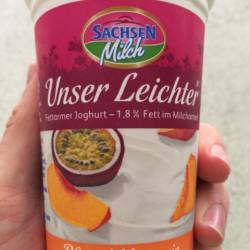 SACHSEN
Milch
Unser Leichter
Fettarmer Joghurt – 1,8 % Fett im Milchanteil